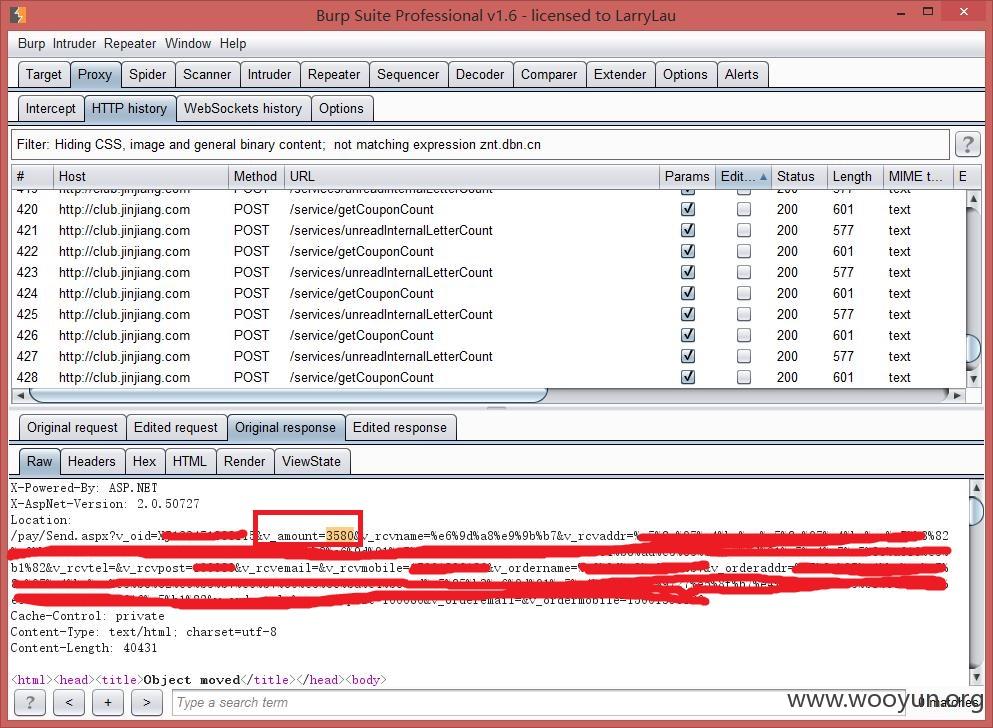 Burp Suite Professional v1.6 - licensed to LarryLau
Burp Intruder Repeater Window Help
Target Proxy Spider Scanner Intruder Repeater Sequencer Decoder Comparer Extender Options Alerts
Intercept HTTP history WebSockets history Options
Filter: Hiding CSS, image and general binary content; not matching expression znt.dbn.cn ?
# Host Method URL Params Edit... Status Length MIME t... E
420 http://club.jinjiang.com POST /service/getCouponCount 200 601 text
421 http://club.jinjiang.com POST /services/unreadInternalLetterCount 200 577 text
422 http://club.jinjiang.com POST /service/getCouponCount 200 601 text
423 http://club.jinjiang.com POST /services/unreadInternalLetterCount 200 577 text
424 http://club.jinjiang.com POST /service/getCouponCount 200 601 text
425 http://club.jinjiang.com POST /services/unreadInternalLetterCount 200 577 text
426 http://club.jinjiang.com POST /service/getCouponCount 200 601 text
427 http://club.jinjiang.com POST /services/unreadInternalLetterCount 200 577 text
428 http://club.jinjiang.com POST /service/getCouponCount 200 601 text
Original request Edited request Original response Edited response
Raw Headers Hex HTML Render ViewState
X-Powered-By: ASP.NET
X-AspNet-Version: 2.0.50727
Location:
/pay/Send.aspx?v_oid= &v_amount=3580&v_rcvname=%e6%9d%a8%e9%9b%b7&v_rcvaddr=
b1%82&v_rcvtel=&v_rcvpost= &v_rcvemail=&v_rcvmobile= &v_ordername= &v_orderaddr=
&v_orderemail=&v_ordermobile=
Cache-Control: private
Content-Type: text/html; charset=utf-8
Content-Length: 40431
<html><head><title>Object moved</title></head><body>
? < + > Type a search term 0 matches
www.wooyun.org